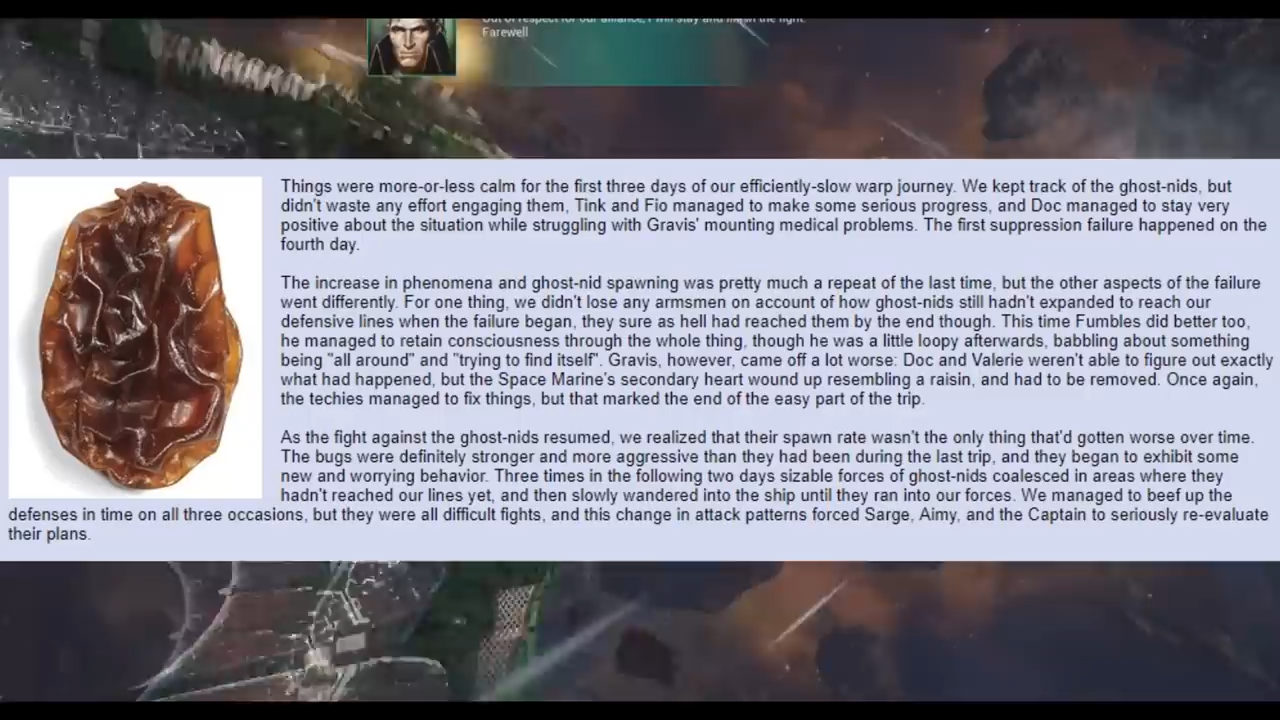 Out of respect for our alliance, I will stay and finish the fight.
Farewell
Things were more-or-less calm for the first three days of our efficiently-slow warp journey. We kept track of the ghost-nids, but
didn't waste any effort engaging them, Tink and Fio managed to make some serious progress, and Doc managed to stay very
positive about the situation while struggling with Gravis' mounting medical problems. The first suppression failure happened on the
fourth day.
The increase in phenomena and ghost-nid spawning was pretty much a repeat of the last time, but the other aspects of the failure
went differently. For one thing, we didn't lose any armsmen on account of how ghost-nids still hadn't expanded to reach our
defensive lines when the failure began, they sure as hell had reached them by the end though. This time Fumbles did better too,
he managed to retain consciousness through the whole thing, though he was a little loopy afterwards, babbling about something
being "all around" and "trying to find itself". Gravis, however, came off a lot worse: Doc and Valerie weren't able to figure out exactly
what had happened, but the Space Marine's secondary heart wound up resembling a raisin, and had to be removed. Once again,
the techies managed to fix things, but that marked the end of the easy part of the trip.
As the fight against the ghost-nids resumed, we realized that their spawn rate wasn't the only thing that'd gotten worse over time.
The bugs were definitely stronger and more aggressive than they had been during the last trip, and they began to exhibit some
new and worrying behavior. Three times in the following two days sizable forces of ghost-nids coalesced in areas where they
hadn't reached our lines yet, and then slowly wandered into the ship until they ran into our forces. We managed to beef up the
defenses in time on all three occasions, but they were all difficult fights, and this change in attack patterns forced Sarge, Aimy, and the Captain to seriously re-evaluate
their plans.